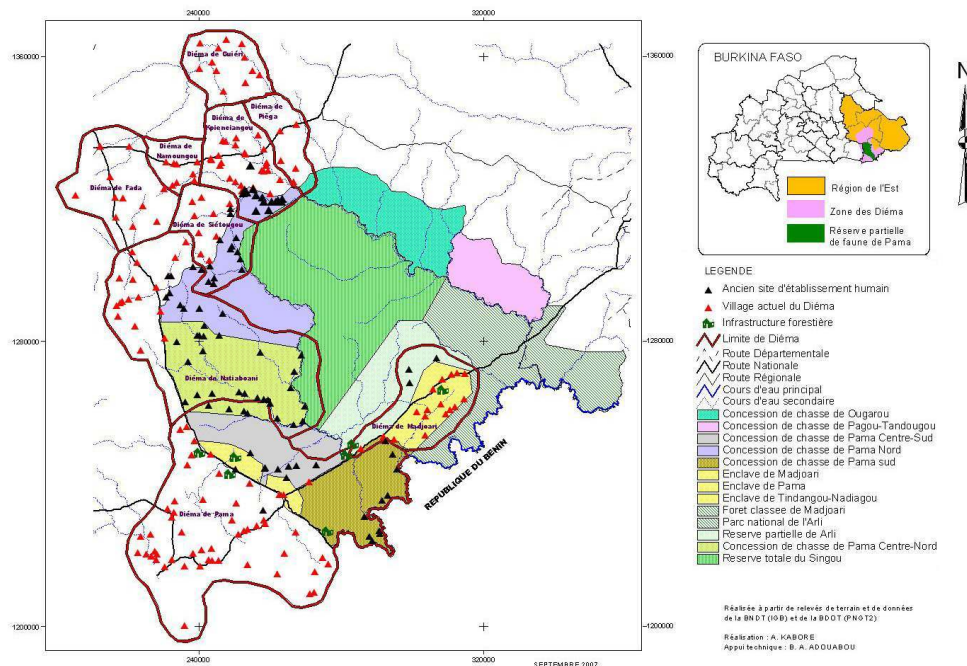 240000
320000
1360000
1360000
Diéma de Guiéri
Diéma de
Piéga
Diéma de
Kpienciangou
Diéma de
Namoungou
Diéma de Fada
Diéma de Siétougou
1280000
1280000
Diéma de Natiaboani
Diéma de Madjoari
REPUBLIQUE DU BENIN
Diéma de Pama
1200000
1200000
240000
320000
SEPTEMBRE 2007
BURKINA FASO
Région de l'Est
Zone des Diéma
Réserve partielle
de faune de Pama
N
LEGENDE
Ancien site d'établissement humain
Village actuel du Diéma
Infrastructure forestière
Limite de Diéma
Route Départementale
Route Nationale
Route Régionale
Cours d'eau principal
Cours d'eau secondaire
Concession de chasse de Ougarou
Concession de chasse de Pagou-Tandougou
Concession de chasse de Pama Centre-Sud
Concession de chasse de Pama Nord
Concession de chasse de Pama sud
Enclave de Madjoari
Enclave de Pama
Enclave de Tindangou-Nadiagou
Foret classee de Madjoari
Parc national de l'Arli
Reserve partielle de Arli
Concession de chasse de Pama Centre-Nord
Reserve totale du Singou
Réalisée à partir de relevés de terrain et de données
de la BNDT (IGB) et de la BDOT (PNGT2)
Réalisation : A. KABORE
Appui technique : B. A. ADOUABOU